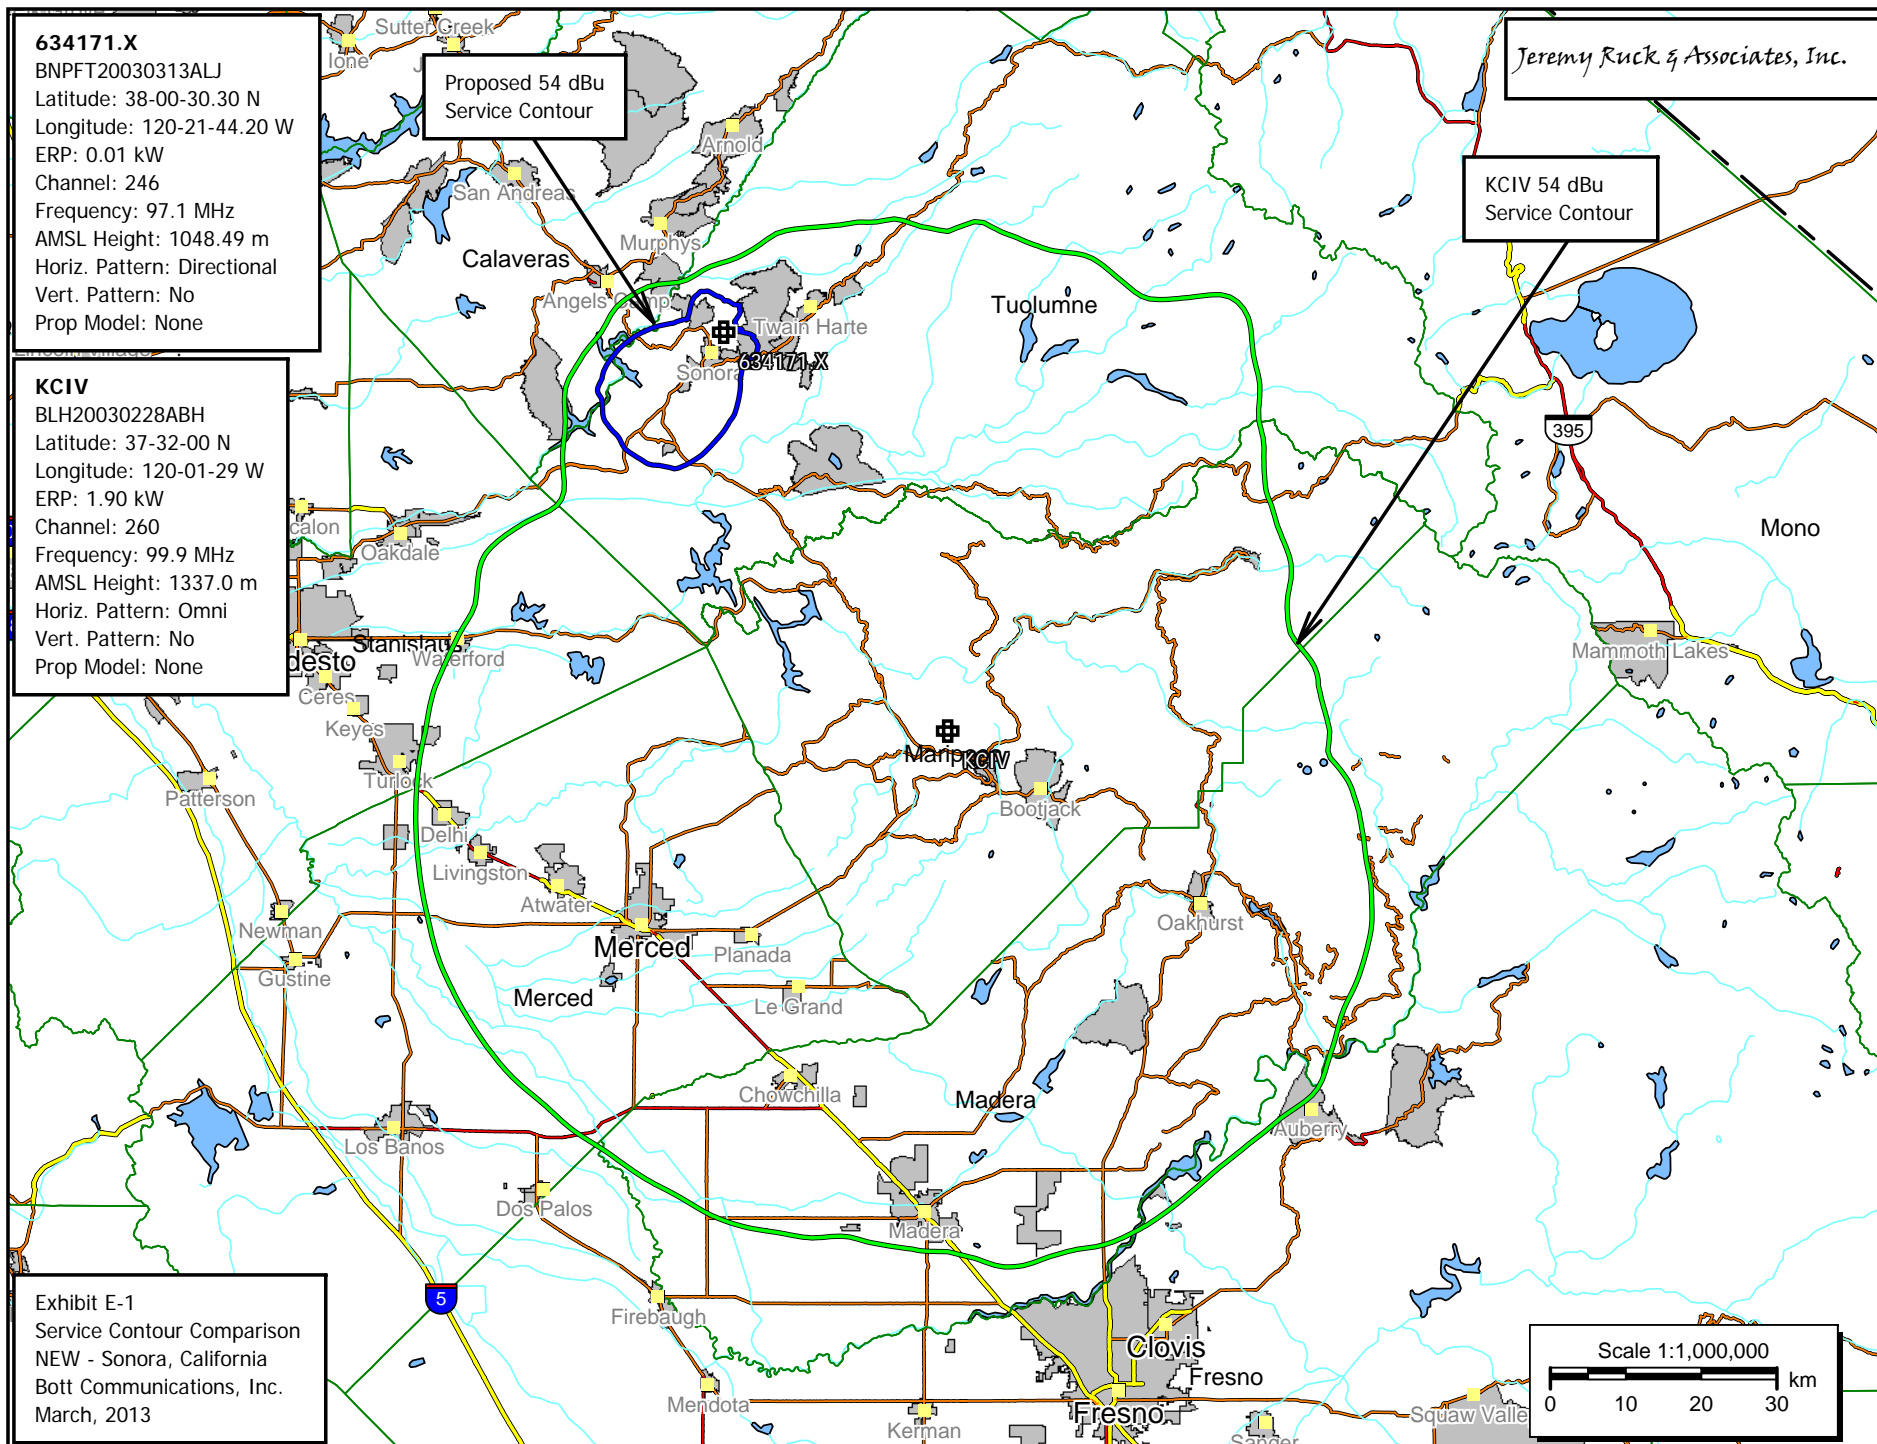 634171.X
BNPFT20030313ALJ
Latitude: 38-00-30.30 N
Longitude: 120-21-44.20 W
ERP: 0.01 kW
Channel: 246
Frequency: 97.1 MHz
AMSL Height: 1048.49 m
Horiz. Pattern: Directional
Vert. Pattern: No
Prop Model: None
KCIV
BLH20030228ABH
Latitude: 37-32-00 N
Longitude: 120-01-29 W
ERP: 1.90 kW
Channel: 260
Frequency: 99.9 MHz
AMSL Height: 1337.0 m
Horiz. Pattern: Omni
Vert. Pattern: No
Prop Model: None
Proposed 54 dBu
Service Contour
Jeremy Ruck & Associates, Inc.
KCIV 54 dBu
Service Contour
Sutter Creek
Ione
Arnold
San Andreas
Murphys
Calaveras
Angels Camp
Twain Harte
Tuolumne
Sonora
634171.X
395
Mono
calon
Oakdale
Stanislaus
Waterford
desto
Ceres
Keyes
Turlock
Patterson
Mammoth Lakes
KCIV
Bootjack
Delhi
Livingston
Atwater
Merced
Planada
Oakhurst
Newman
Gustine
Merced
Le Grand
Chowchilla
Madera
Auberry
Los Banos
Dos Palos
Madera
5
Firebaugh
Clovis
Fresno
Mendota
Fresno
Kerman
Sanger
Squaw Valle
Exhibit E-1
Service Contour Comparison
NEW - Sonora, California
Bott Communications, Inc.
March, 2013
Scale 1:1,000,000
km
0 10 20 30